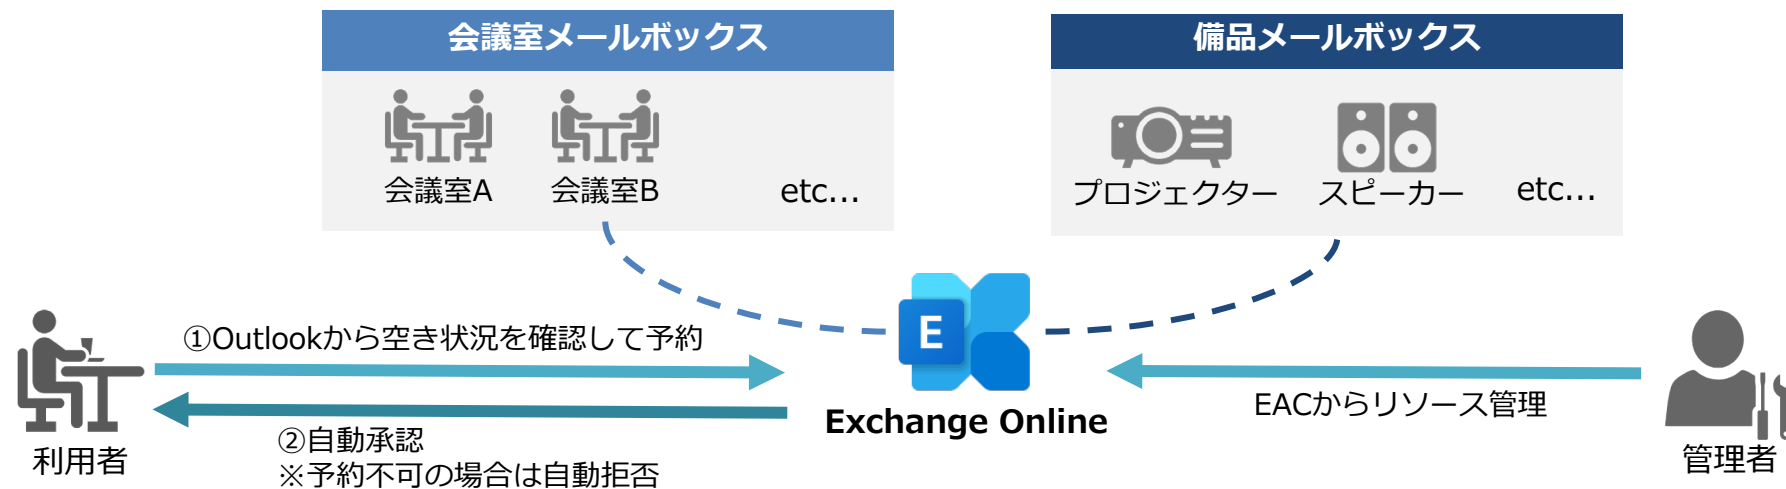 会議室メールボックス
備品メールボックス
会議室A
会議室B
etc...
プロジェクター
スピーカー
etc...
①Outlookから空き状況を確認して予約
E
Exchange Online
EACからリソース管理
②自動承認
※予約不可の場合は自動拒否
利用者
管理者